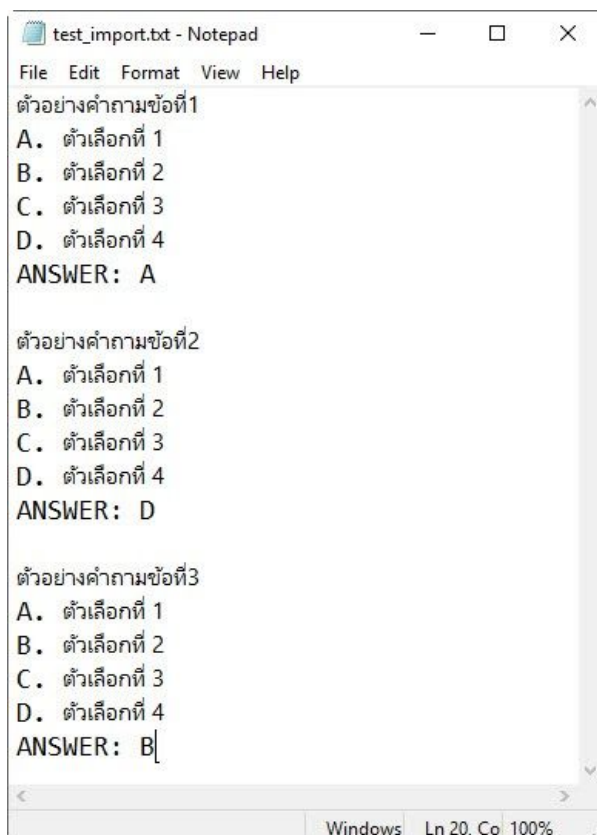 test_import.txt - Notepad
File Edit Format View Help
ตัวอย่างคำถามข้อที่1
A. ตัวเลือกที่ 1
B. ตัวเลือกที่ 2
C. ตัวเลือกที่ 3
D. ตัวเลือกที่ 4
ANSWER: A
ตัวอย่างคำถามข้อที่2
A. ตัวเลือกที่ 1
B. ตัวเลือกที่ 2
C. ตัวเลือกที่ 3
D. ตัวเลือกที่ 4
ANSWER: D
ตัวอย่างคำถามข้อที่3
A. ตัวเลือกที่ 1
B. ตัวเลือกที่ 2
C. ตัวเลือกที่ 3
D. ตัวเลือกที่ 4
ANSWER: B
Windows Ln 20, Co 100%